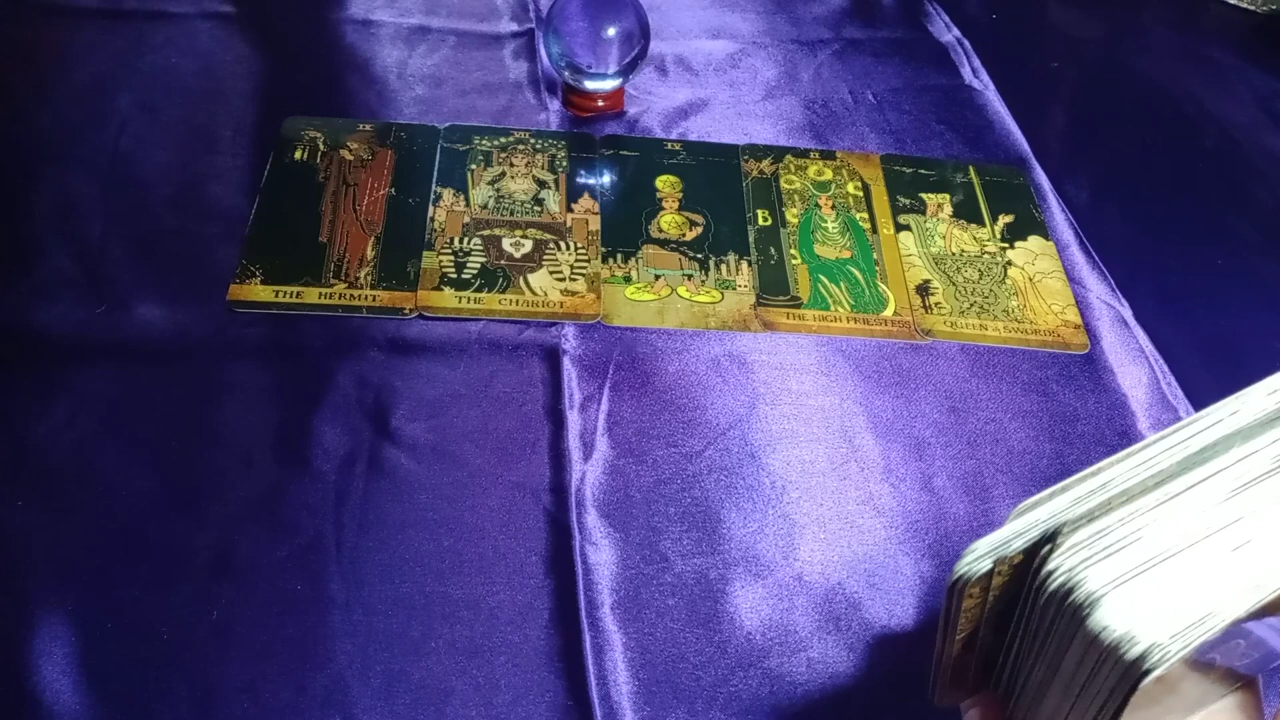 IX
THE HERMIT.
VII
THE CHARIOT.
IV
II
B
J
THE HIGH PRIESTESS
QUEEN of SWORDS.